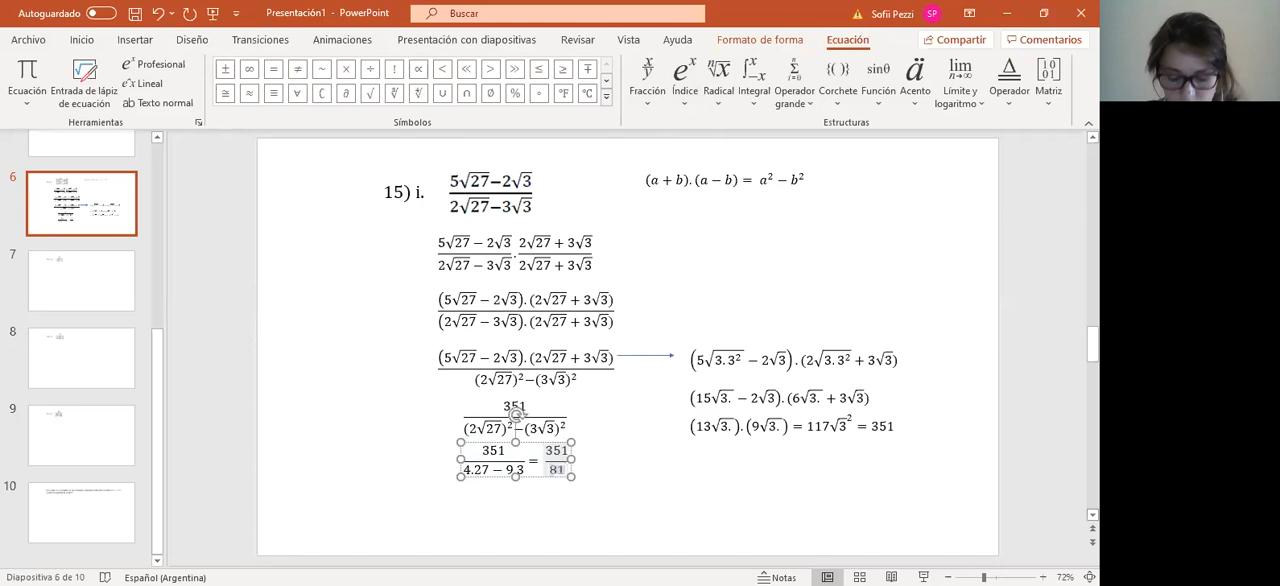 Autoguardado Presentación1 - PowerPoint Buscar Sofii Pezzi SP
Archivo Inicio Insertar Diseño Transiciones Animaciones Presentación con diapositivas Revisar Vista Ayuda Formato de forma Ecuación Compartir Comentarios
π Profesional ± ∞ = ≠ ~ × ÷ ! ∝ < ≪ > ≫ ≤ ≥ ∓
Lineal
Ecuación Entrada de lápiz de ecuación ab Texto normal ≅ ≈ ≡ ∀ ∁ ∂ √ ∛ ∜ ∪ ∩ ∅ % ° °F °C
Fracción Índice Radical Integral Operador grande Corchete Función Acento Límite y logaritmo Operador Matriz
Herramientas Símbolos Estructuras
6
7
8
9
10
15) i. (5√27−2√3)/(2√27−3√3)
(a + b).(a − b) = a² − b²
(5√27 − 2√3)/(2√27 − 3√3) . (2√27 + 3√3)/(2√27 + 3√3)
((5√27 − 2√3).(2√27 + 3√3))/((2√27 − 3√3).(2√27 + 3√3))
((5√27 − 2√3).(2√27 + 3√3))/((2√27)²−(3√3)²)
(5√3.3² − 2√3).(2√3.3² + 3√3)
(15√3. − 2√3).(6√3. + 3√3)
(13√3.).(9√3.) = 117√3² = 351
351/((2√27)²−(3√3)²)
351/(4.27 − 9.3) = 351/81
Diapositiva 6 de 10 Español (Argentina) Notas 72%